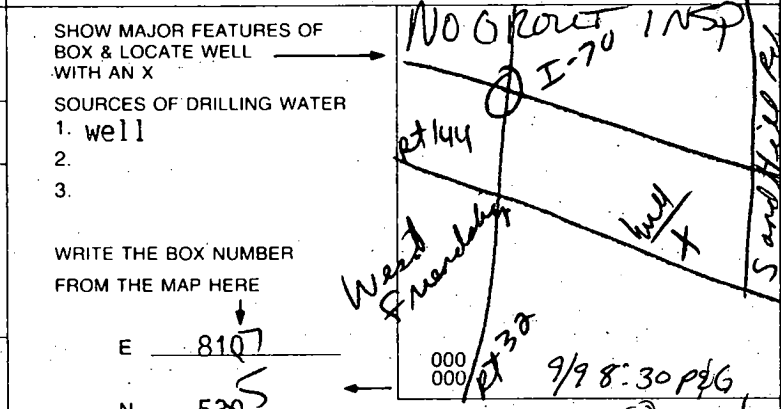 SHOW MAJOR FEATURES OF
BOX & LOCATE WELL
WITH AN X
SOURCES OF DRILLING WATER
1. well
2.
3.
WRITE THE BOX NUMBER
FROM THE MAP HERE
E 8107
N 5205
NO GROUT INSP
I-70
Rt 144
Sand Hill Rd
well
X
West
Friendship
Rt 32
000
000
9/9 8:30 P&G